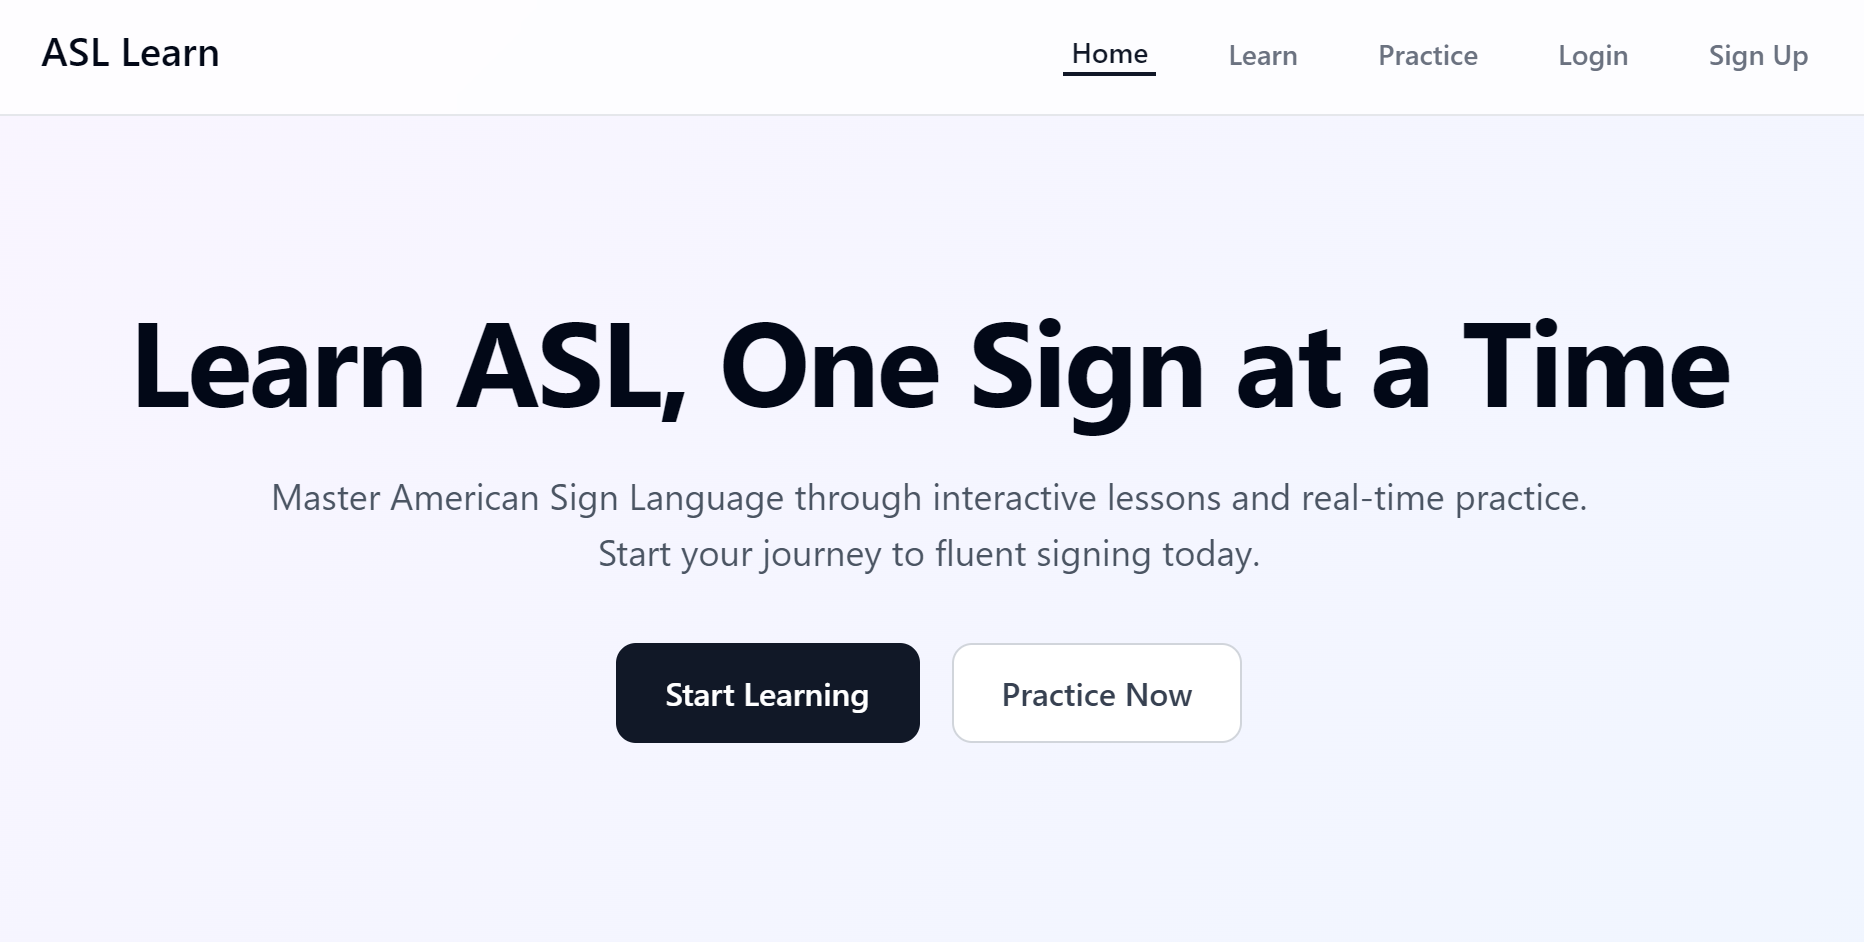 ASL Learn
Home
Learn
Practice
Login
Sign Up
Learn ASL, One Sign at a Time
Master American Sign Language through interactive lessons and real-time practice.
Start your journey to fluent signing today.
Start Learning
Practice Now